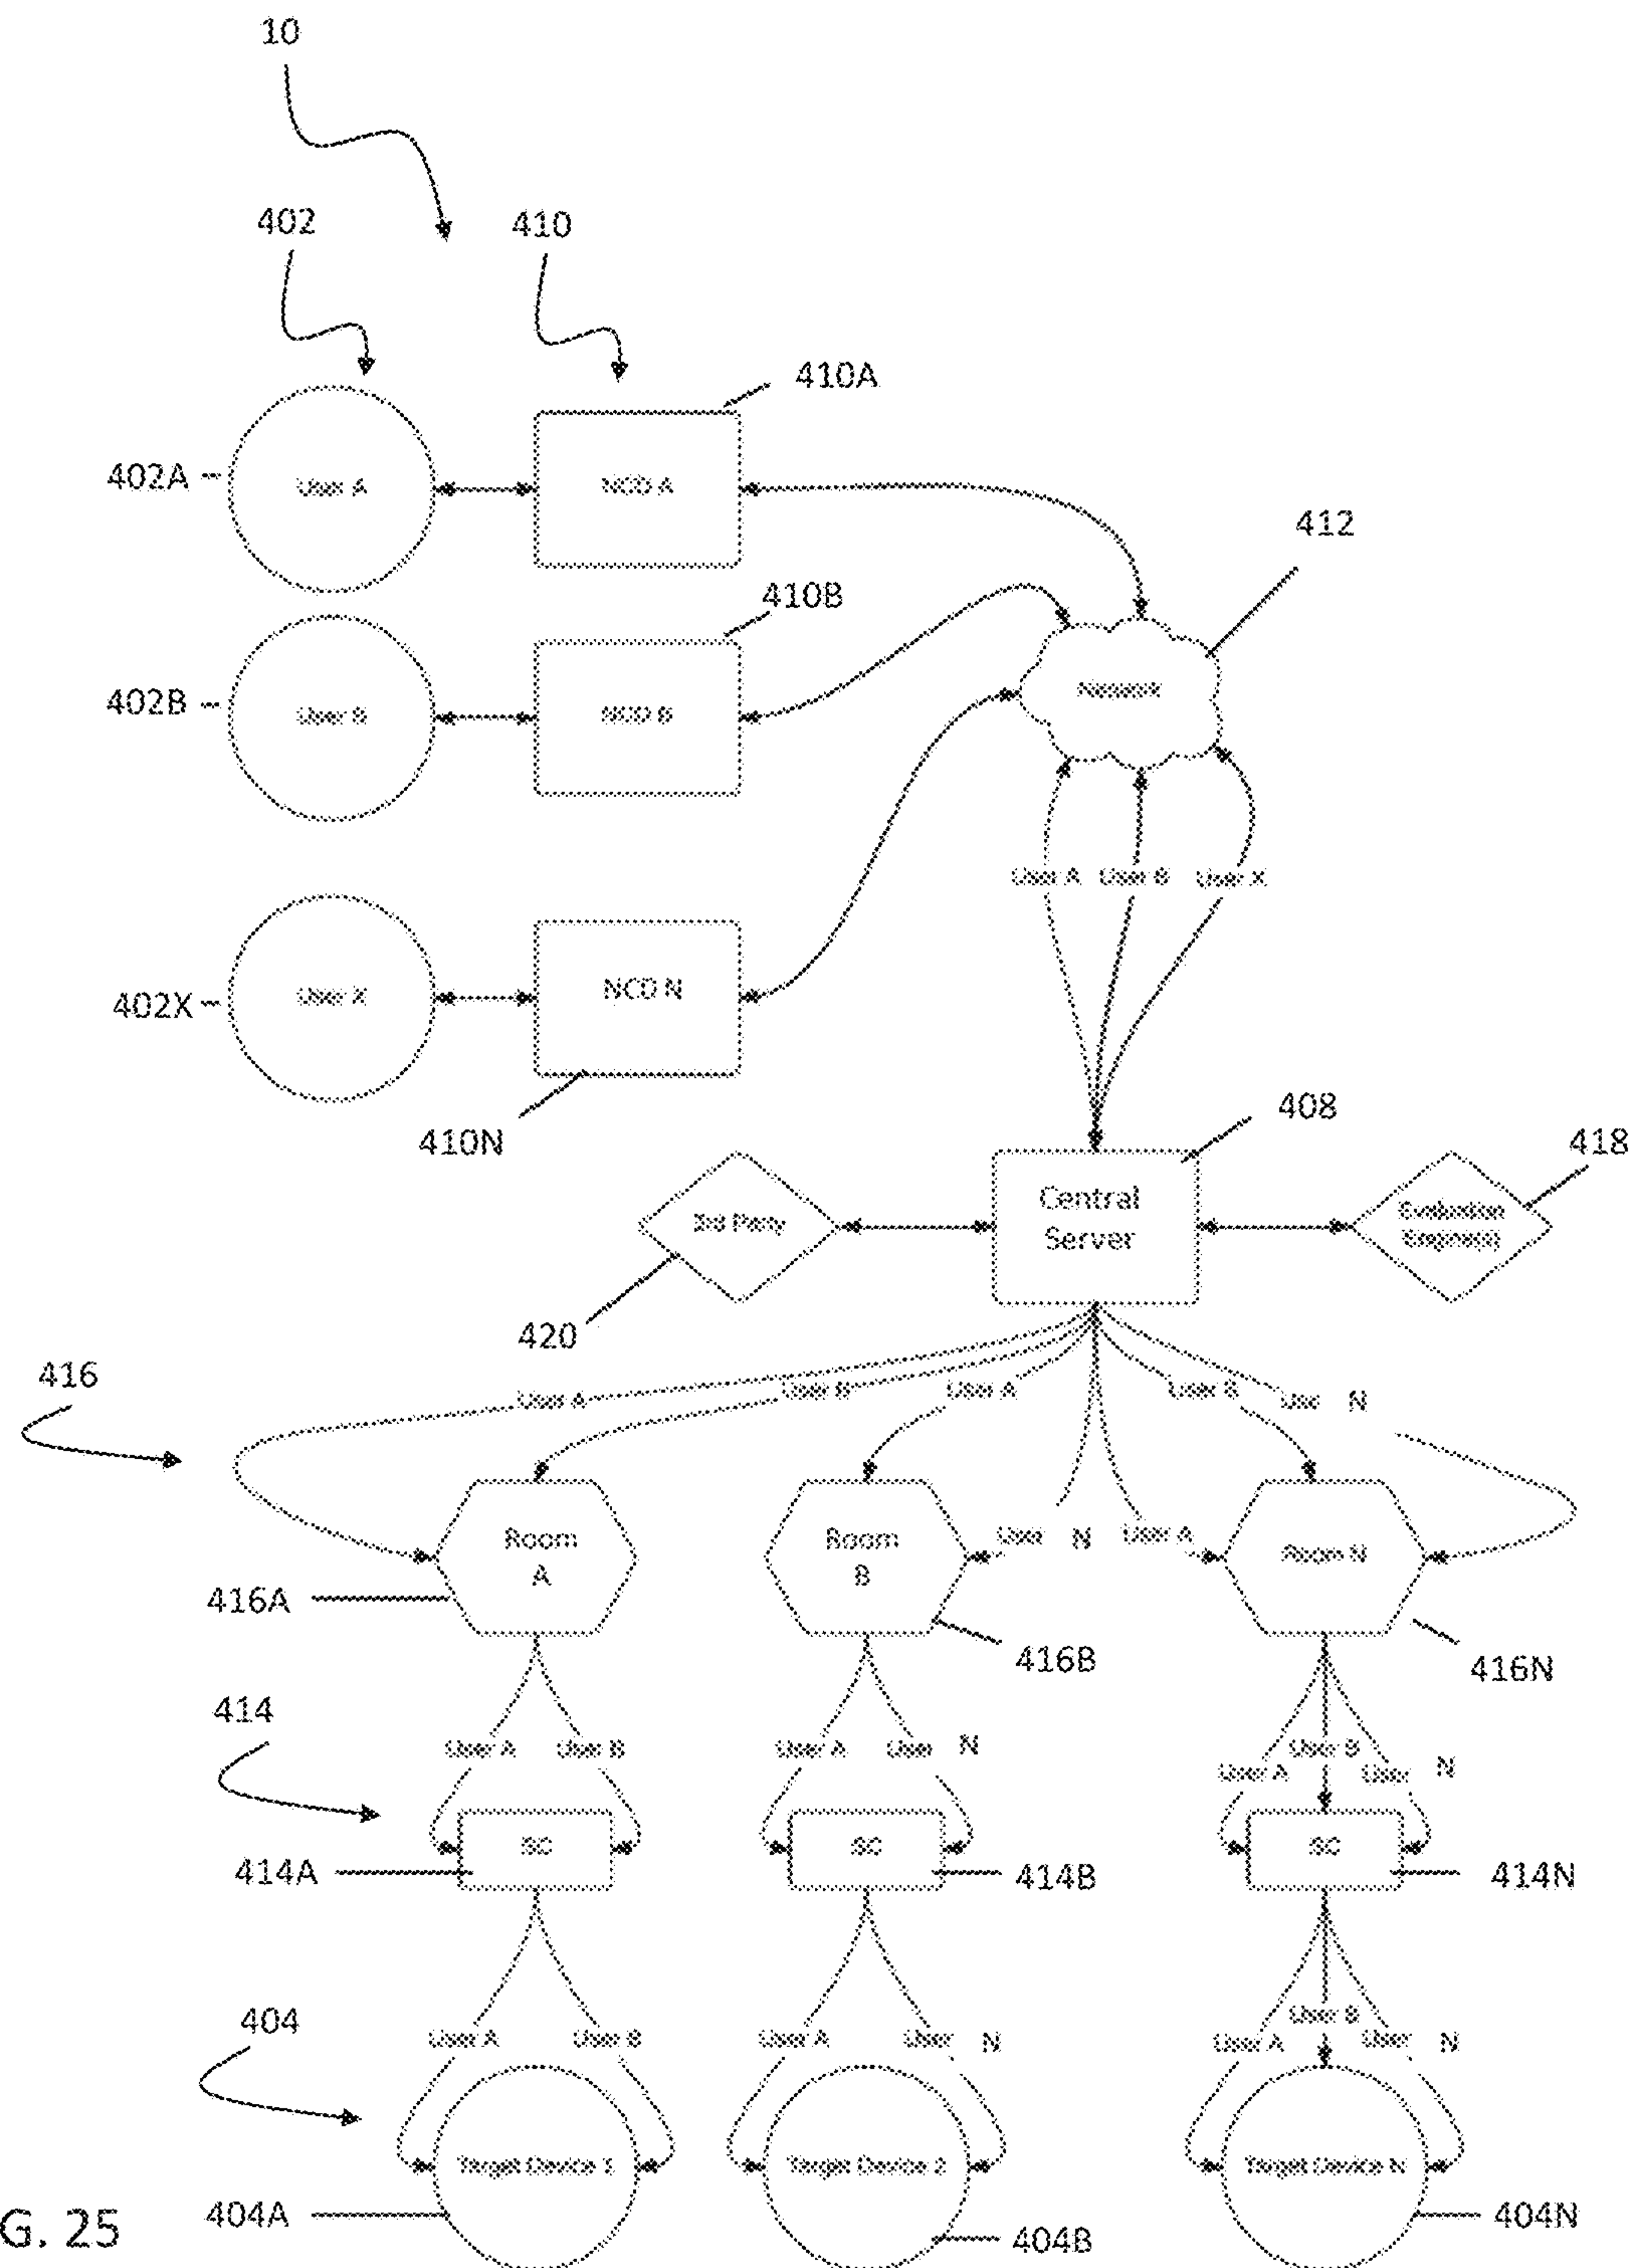 10
402
410
410A
402A
User A
NCD A
412
410B
402B
User B
NCD B
Network
User A
User B
User X
402X
User X
NCD N
410N
408
418
Central
Server
3rd Party
Evaluation
Engine(s)
420
416
User A
User B
User A
User B
User N
Room
A
Room
B
User N
User A
Room N
416A
416B
416N
414
User A
User B
User A
User N
User A
User B
User N
SC
SC
SC
414A
414B
414N
404
User A
User B
User A
User N
User A
User B
User N
Target Device 1
Target Device 2
Target Device N
404A
404B
404N
G. 25